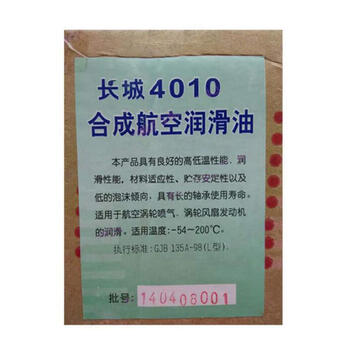 长城4010
合成航空润滑油
本产品具有良好的高低温性能、润
滑性能，材料适应性、贮存安定性以及
低的泡沫倾向，具有长的轴承使用寿命。
适用于航空涡轮喷气、涡轮风扇发动机
的润滑。适用温度：-54～200℃。
执行标准：GJB 135A-98(L型)。
批号：140408001